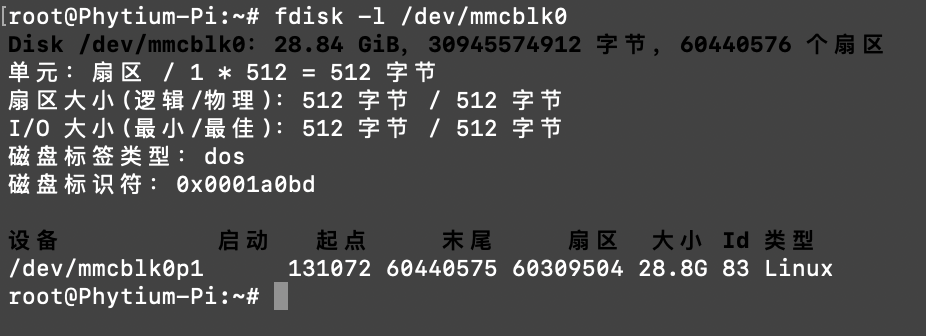 [root@Phytium-Pi:~# fdisk -l /dev/mmcblk0
Disk /dev/mmcblk0: 28.84 GiB, 30945574912 字节, 60440576 个扇区
单元: 扇区 / 1 * 512 = 512 字节
扇区大小(逻辑/物理): 512 字节 / 512 字节
I/O 大小(最小/最佳): 512 字节 / 512 字节
磁盘标签类型: dos
磁盘标识符: 0x0001a0bd
设备 启动 起点 末尾 扇区 大小 Id 类型
/dev/mmcblk0p1 131072 60440575 60309504 28.8G 83 Linux
root@Phytium-Pi:~#